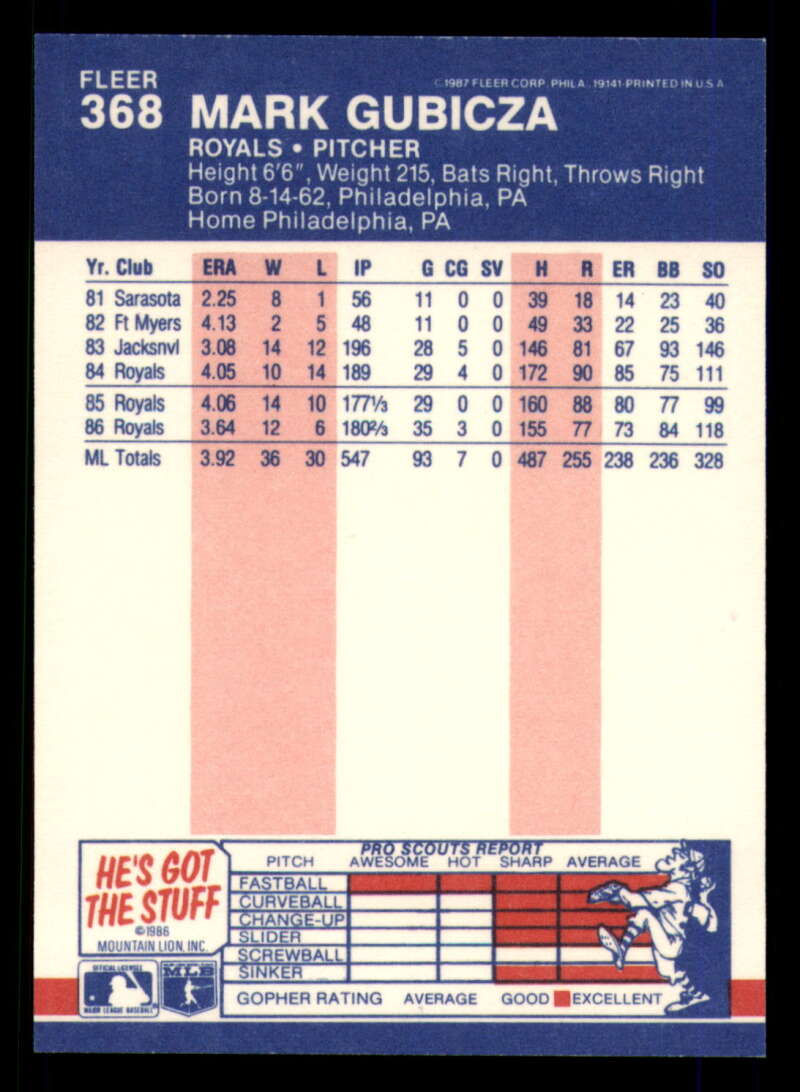 FLEER
368 MARK GUBICZA
© 1987 FLEER CORP. PHILA., 19141-PRINTED IN U.S.A
ROYALS • PITCHER
Height 6'6", Weight 215, Bats Right, Throws Right
Born 8-14-62, Philadelphia, PA
Home Philadelphia, PA
Yr. Club ERA W L IP G CG SV H R ER BB SO
81 Sarasota 2.25 8 1 56 11 0 0 39 18 14 23 40
82 Ft Myers 4.13 2 5 48 11 0 0 49 33 22 25 36
83 Jacksnvl 3.08 14 12 196 28 5 0 146 81 67 93 146
84 Royals 4.05 10 14 189 29 4 0 172 90 85 75 111
85 Royals 4.06 14 10 177⅓ 29 0 0 160 88 80 77 99
86 Royals 3.64 12 6 180⅔ 35 3 0 155 77 73 84 118
ML Totals 3.92 36 30 547 93 7 0 487 255 238 236 328
HE'S GOT
THE STUFF
©1986
MOUNTAIN LION, INC.
PRO SCOUTS REPORT
PITCH AWESOME HOT SHARP AVERAGE
FASTBALL
CURVEBALL
CHANGE-UP
SLIDER
SCREWBALL
SINKER
GOPHER RATING AVERAGE GOOD EXCELLENT
OFFICIAL LICENSEE
MAJOR LEAGUE BASEBALL
MLB